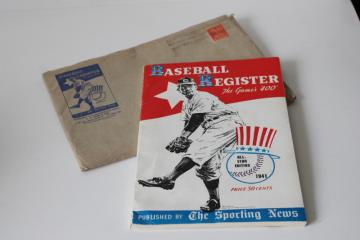 BASEBALL
REGISTER
The Game's '400'
ALL-
STAR
EDITION
1941
PRICE 50 CENTS
PUBLISHED BY The Sporting News